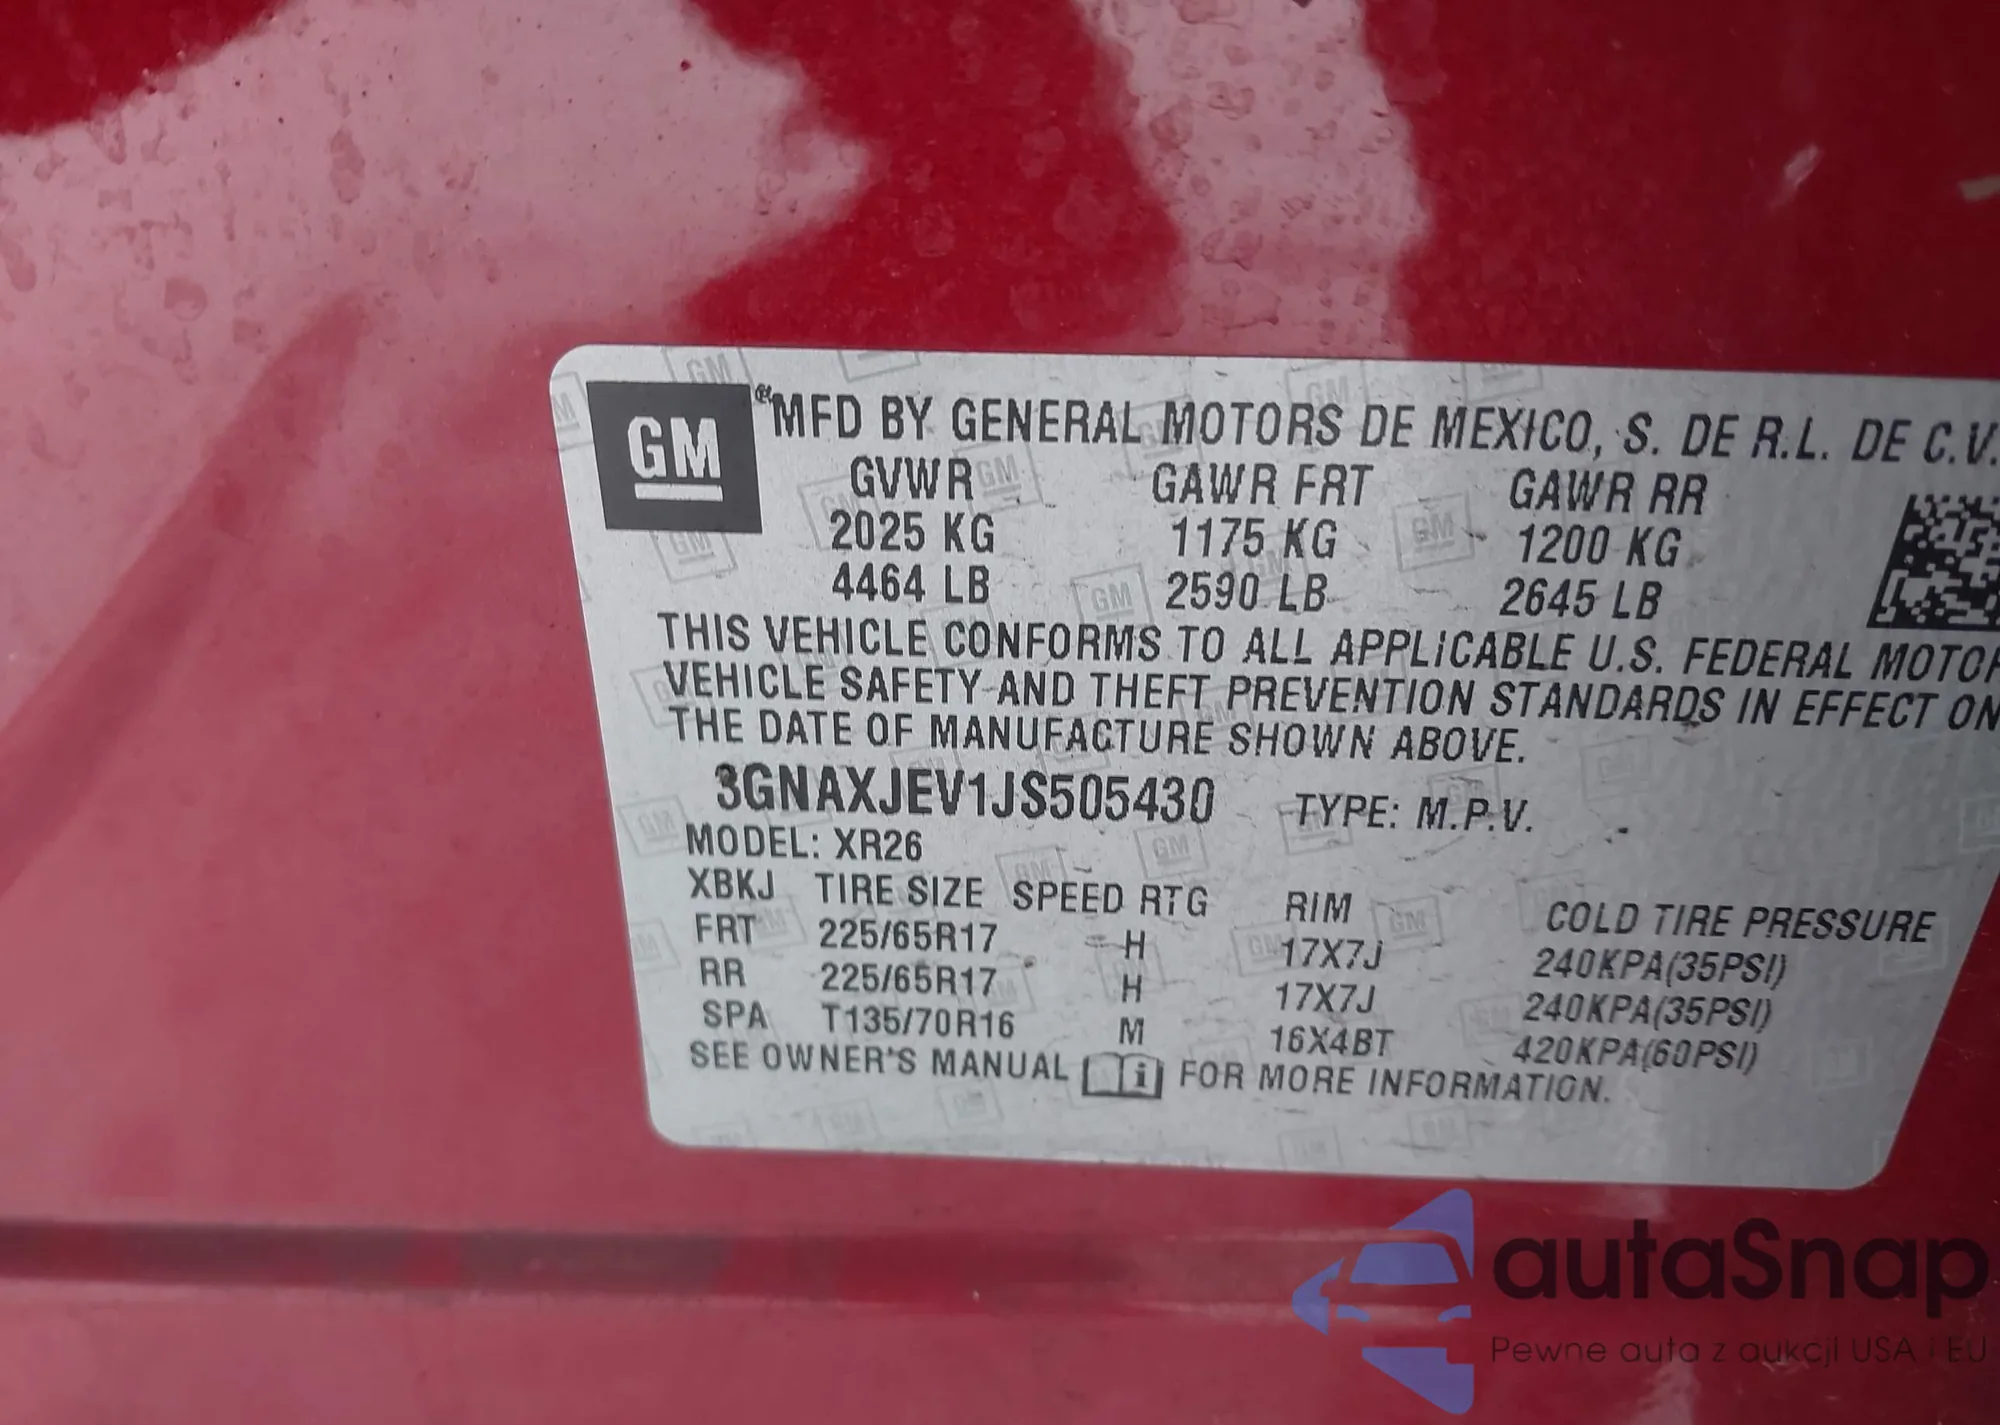 GM
MFD BY GENERAL MOTORS DE MEXICO, S. DE R.L. DE C.V.
GVWR GAWR FRT GAWR RR
2025 KG 1175 KG 1200 KG
4464 LB 2590 LB 2645 LB
THIS VEHICLE CONFORMS TO ALL APPLICABLE U.S. FEDERAL MOTOR
VEHICLE SAFETY AND THEFT PREVENTION STANDARDS IN EFFECT ON
THE DATE OF MANUFACTURE SHOWN ABOVE.
3GNAXJEV1JS505430 TYPE: M.P.V.
MODEL: XR26
XBKJ TIRE SIZE SPEED RTG RIM COLD TIRE PRESSURE
FRT 225/65R17 H 17X7J 240KPA(35PSI)
RR 225/65R17 H 17X7J 240KPA(35PSI)
SPA T135/70R16 M 16X4BT 420KPA(60PSI)
SEE OWNER'S MANUAL i FOR MORE INFORMATION.
autaSnap
Pewne auta z aukcji USA i EU